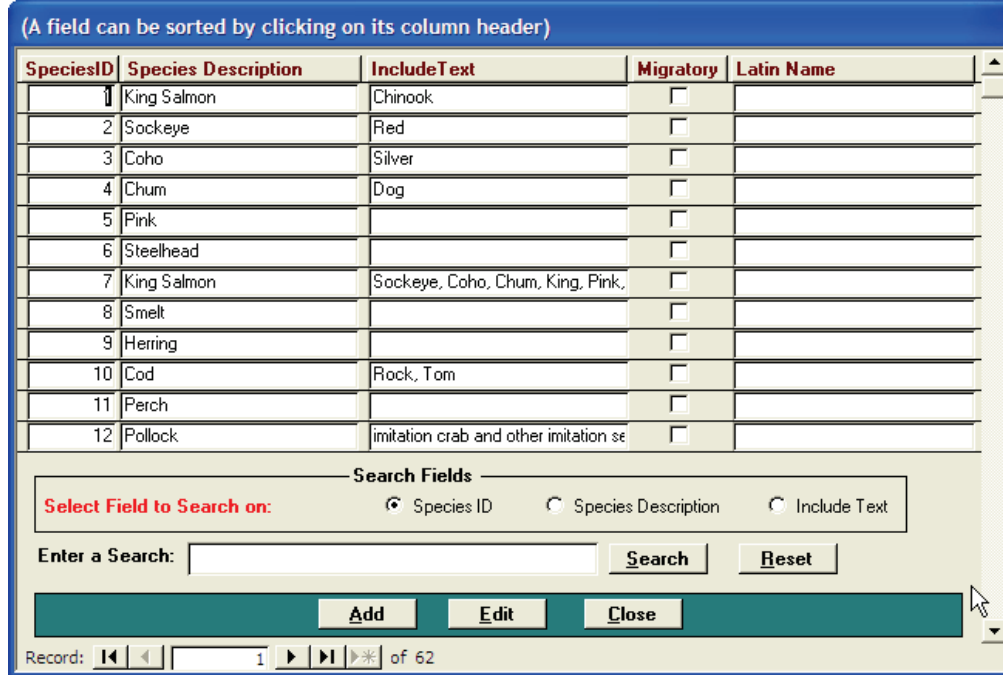 (A field can be sorted by clicking on its column header)
SpeciesID Species Description IncludeText Migratory Latin Name
1 King Salmon Chinook
2 Sockeye Red
3 Coho Silver
4 Chum Dog
5 Pink
6 Steelhead
7 King Salmon Sockeye, Coho, Chum, King, Pink,
8 Smelt
9 Herring
10 Cod Rock, Tom
11 Perch
12 Pollock imitation crab and other imitation se
Search Fields
Select Field to Search on: Species ID Species Description Include Text
Enter a Search: Search Reset
Add Edit Close
Record: 1 of 62